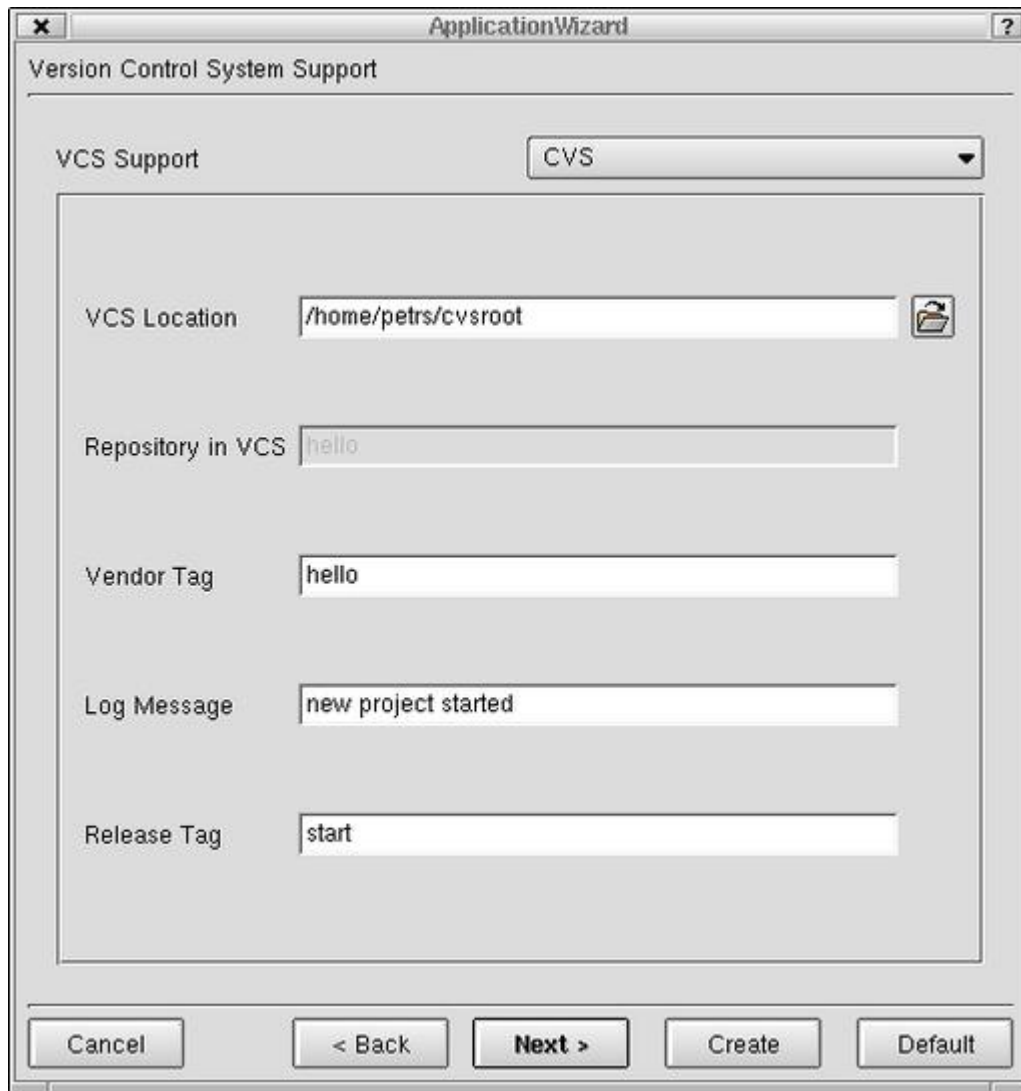 ApplicationWizard
?
Version Control System Support
VCS Support CVS
VCS Location /home/petrs/cvsroot
Repository in VCS hello
Vendor Tag hello
Log Message new project started
Release Tag start
Cancel < Back Next > Create Default